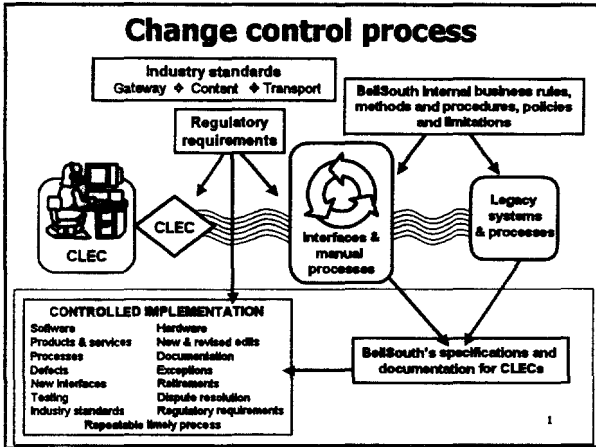 Change control process
Industry standards
Gateway ❖ Content ❖ Transport
BellSouth internal business rules,
methods and procedures, policies
and limitations
Regulatory
requirements
CLEC
CLEC
Interfaces &
manual
processes
Legacy
systems
& processes
CONTROLLED IMPLEMENTATION
Software Hardware
Products & services New & revised edits
Processes Documentation
Defects Exceptions
New interfaces Retirements
Testing Dispute resolution
Industry standards Regulatory requirements
Repeatable timely process
BellSouth's specifications and
documentation for CLECs
1